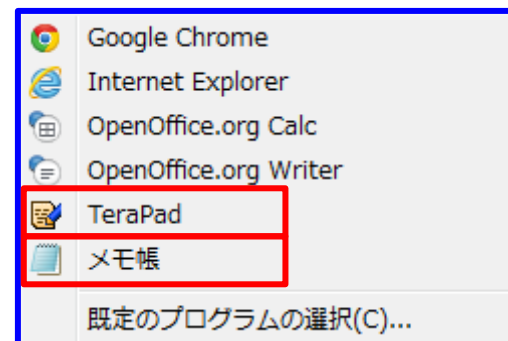 Google Chrome
Internet Explorer
OpenOffice.org Calc
OpenOffice.org Writer
TeraPad
メモ帳
既定のプログラムの選択(C)...